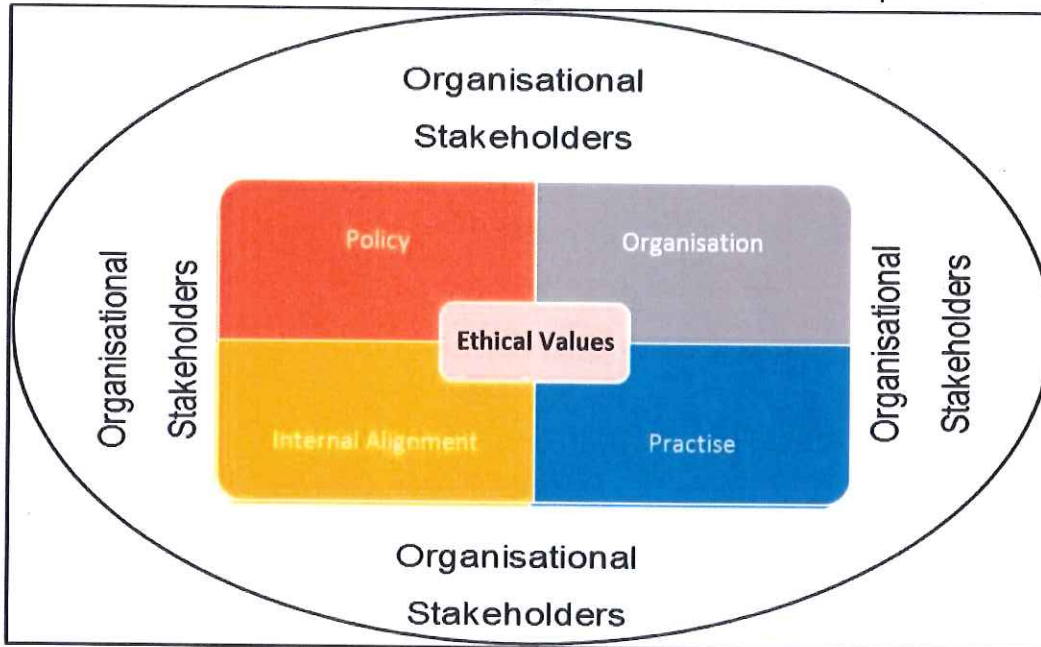 Organisational
Stakeholders
Organisational
Stakeholders
Policy
Organisation
Ethical Values
Internal Alignment
Practise
Organisational
Stakeholders
Organisational
Stakeholders